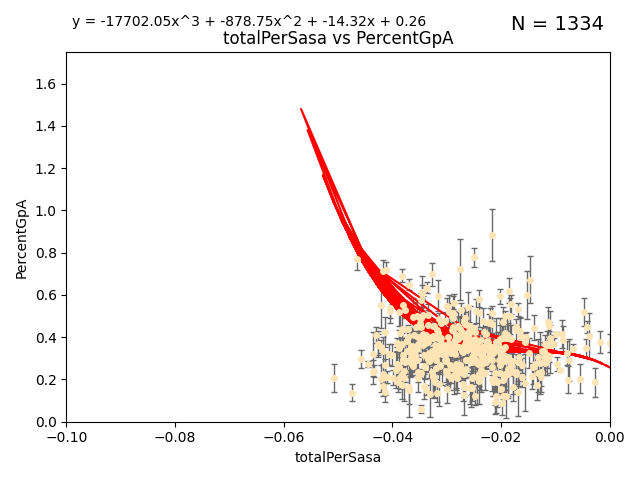 y = -17702.05x^3 + -878.75x^2 + -14.32x + 0.26
N = 1334
totalPerSasa vs PercentGpA
PercentGpA
1.6
1.4
1.2
1.0
0.8
0.6
0.4
0.2
0.0
−0.10 −0.08 −0.06 −0.04 −0.02 0.00
totalPerSasa